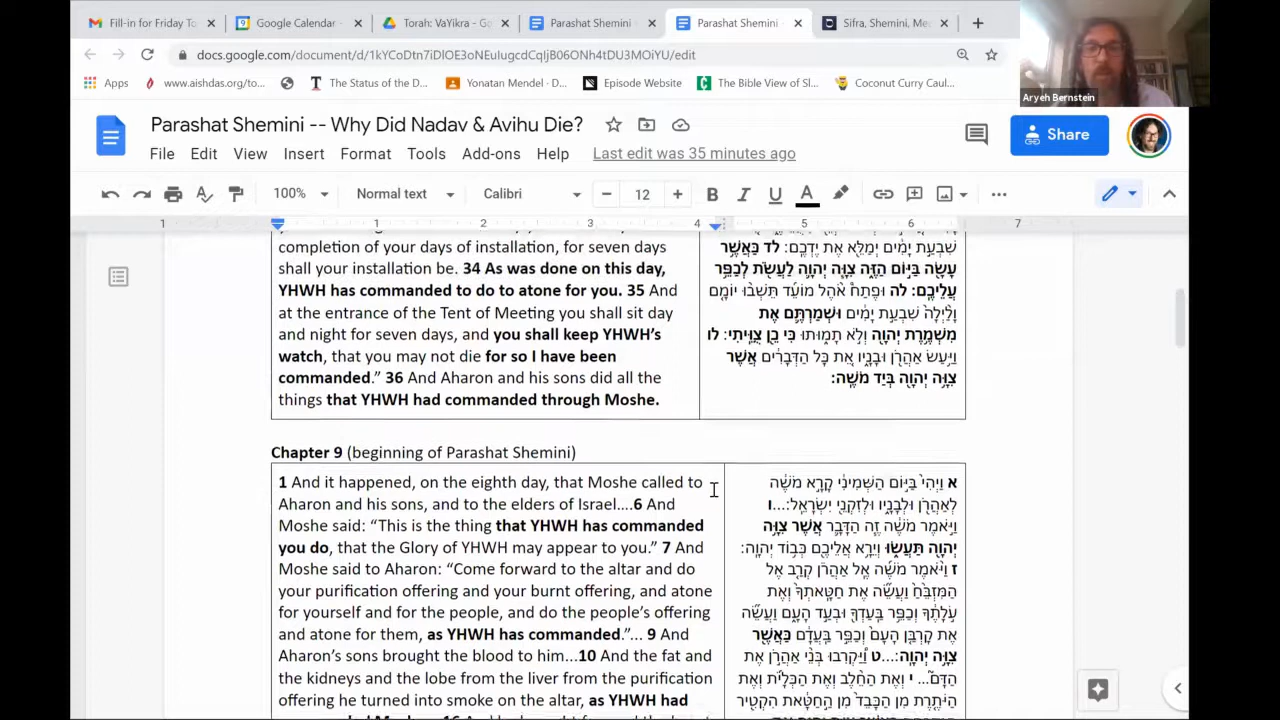 Fill-in for Friday To
Google Calendar -
Torah: VaYikra - Go
Parashat Shemini
Parashat Shemini -
Sifra, Shemini, Me
docs.google.com/document/d/1kYCoDtn7iDlOE3oNEuIugcdCqJj806ONh4tDU3MOiYU/edit
Apps
www.aishdas.org/to...
The Status of the D...
Yonatan Mendel · D...
Episode Website
The Bible View of Sl...
Coconut Curry Caul...
Aryeh Bernstein
Parashat Shemini -- Why Did Nadav & Avihu Die?
Share
File Edit View Insert Format Tools Add-ons Help Last edit was 35 minutes ago
100% Normal text Calibri 12
1 1 2 3 4 5 6 7
completion of your days of installation, for seven days
shall your installation be. 34 As was done on this day,
YHWH has commanded to do to atone for you. 35 And
at the entrance of the Tent of Meeting you shall sit day
and night for seven days, and you shall keep YHWH's
watch, that you may not die for so I have been
commanded.” 36 And Aharon and his sons did all the
things that YHWH had commanded through Moshe.
שִׁבְעַת יָמִים יְמַלֵּא אֶת יֶדְכֶם: לד כַּאֲשֶׁר
עָשָׂה בַּיּוֹם הַזֶּה צִוָּה יְהוָה לַעֲשֹׂת לְכַפֵּר
עֲלֵיכֶם: לה וּפֶתַח אֹהֶל מוֹעֵד תֵּשְׁבוּ יוֹמָם
וָלַיְלָה שִׁבְעַת יָמִים וּשְׁמַרְתֶּם אֶת
מִשְׁמֶרֶת יְהוָה וְלֹא תָמוּתוּ כִּי כֵן צֻוֵּיתִי: לו
וַיַּעַשׂ אַהֲרֹן וּבָנָיו אֵת כָּל הַדְּבָרִים אֲשֶׁר
צִוָּה יְהוָה בְּיַד מֹשֶׁה:
Chapter 9 (beginning of Parashat Shemini)
1 And it happened, on the eighth day, that Moshe called to
Aharon and his sons, and to the elders of Israel....6 And
Moshe said: “This is the thing that YHWH has commanded
you do, that the Glory of YHWH may appear to you.” 7 And
Moshe said to Aharon: “Come forward to the altar and do
your purification offering and your burnt offering, and atone
for yourself and for the people, and do the people's offering
and atone for them, as YHWH has commanded.”... 9 And
Aharon's sons brought the blood to him...10 And the fat and
the kidneys and the lobe from the liver from the purification
offering he turned into smoke on the altar, as YHWH had
א וַיְהִי בַּיּוֹם הַשְּׁמִינִי קָרָא מֹשֶׁה
לְאַהֲרֹן וּלְבָנָיו וּלְזִקְנֵי יִשְׂרָאֵל:...ו
וַיֹּאמֶר מֹשֶׁה זֶה הַדָּבָר אֲשֶׁר צִוָּה
יְהוָה תַּעֲשׂוּ וְיֵרָא אֲלֵיכֶם כְּבוֹד יְהוָה:
ז וַיֹּאמֶר מֹשֶׁה אֶל אַהֲרֹן קְרַב אֶל
הַמִּזְבֵּחַ וַעֲשֵׂה אֶת חַטָּאתְךָ וְאֶת
עֹלָתֶךָ וְכַפֵּר בַּעַדְךָ וּבְעַד הָעָם וַעֲשֵׂה
אֶת קָרְבַּן הָעָם וְכַפֵּר בַּעֲדָם כַּאֲשֶׁר
צִוָּה יְהוָה:...ט וַיַּקְרִבוּ בְּנֵי אַהֲרֹן אֶת
הַדָּם... י וְאֶת הַחֵלֶב וְאֶת הַכְּלָיֹת וְאֶת
הַיֹּתֶרֶת מִן הַכָּבֵד מִן הַחַטָּאת הִקְטִיר